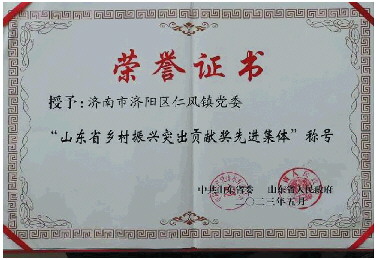 荣誉证书
授予：济南市济阳区仁风镇党委
“山东省乡村振兴突出贡献奖先进集体”称号
中共山东省委 山东省人民政府
二〇二三年五月